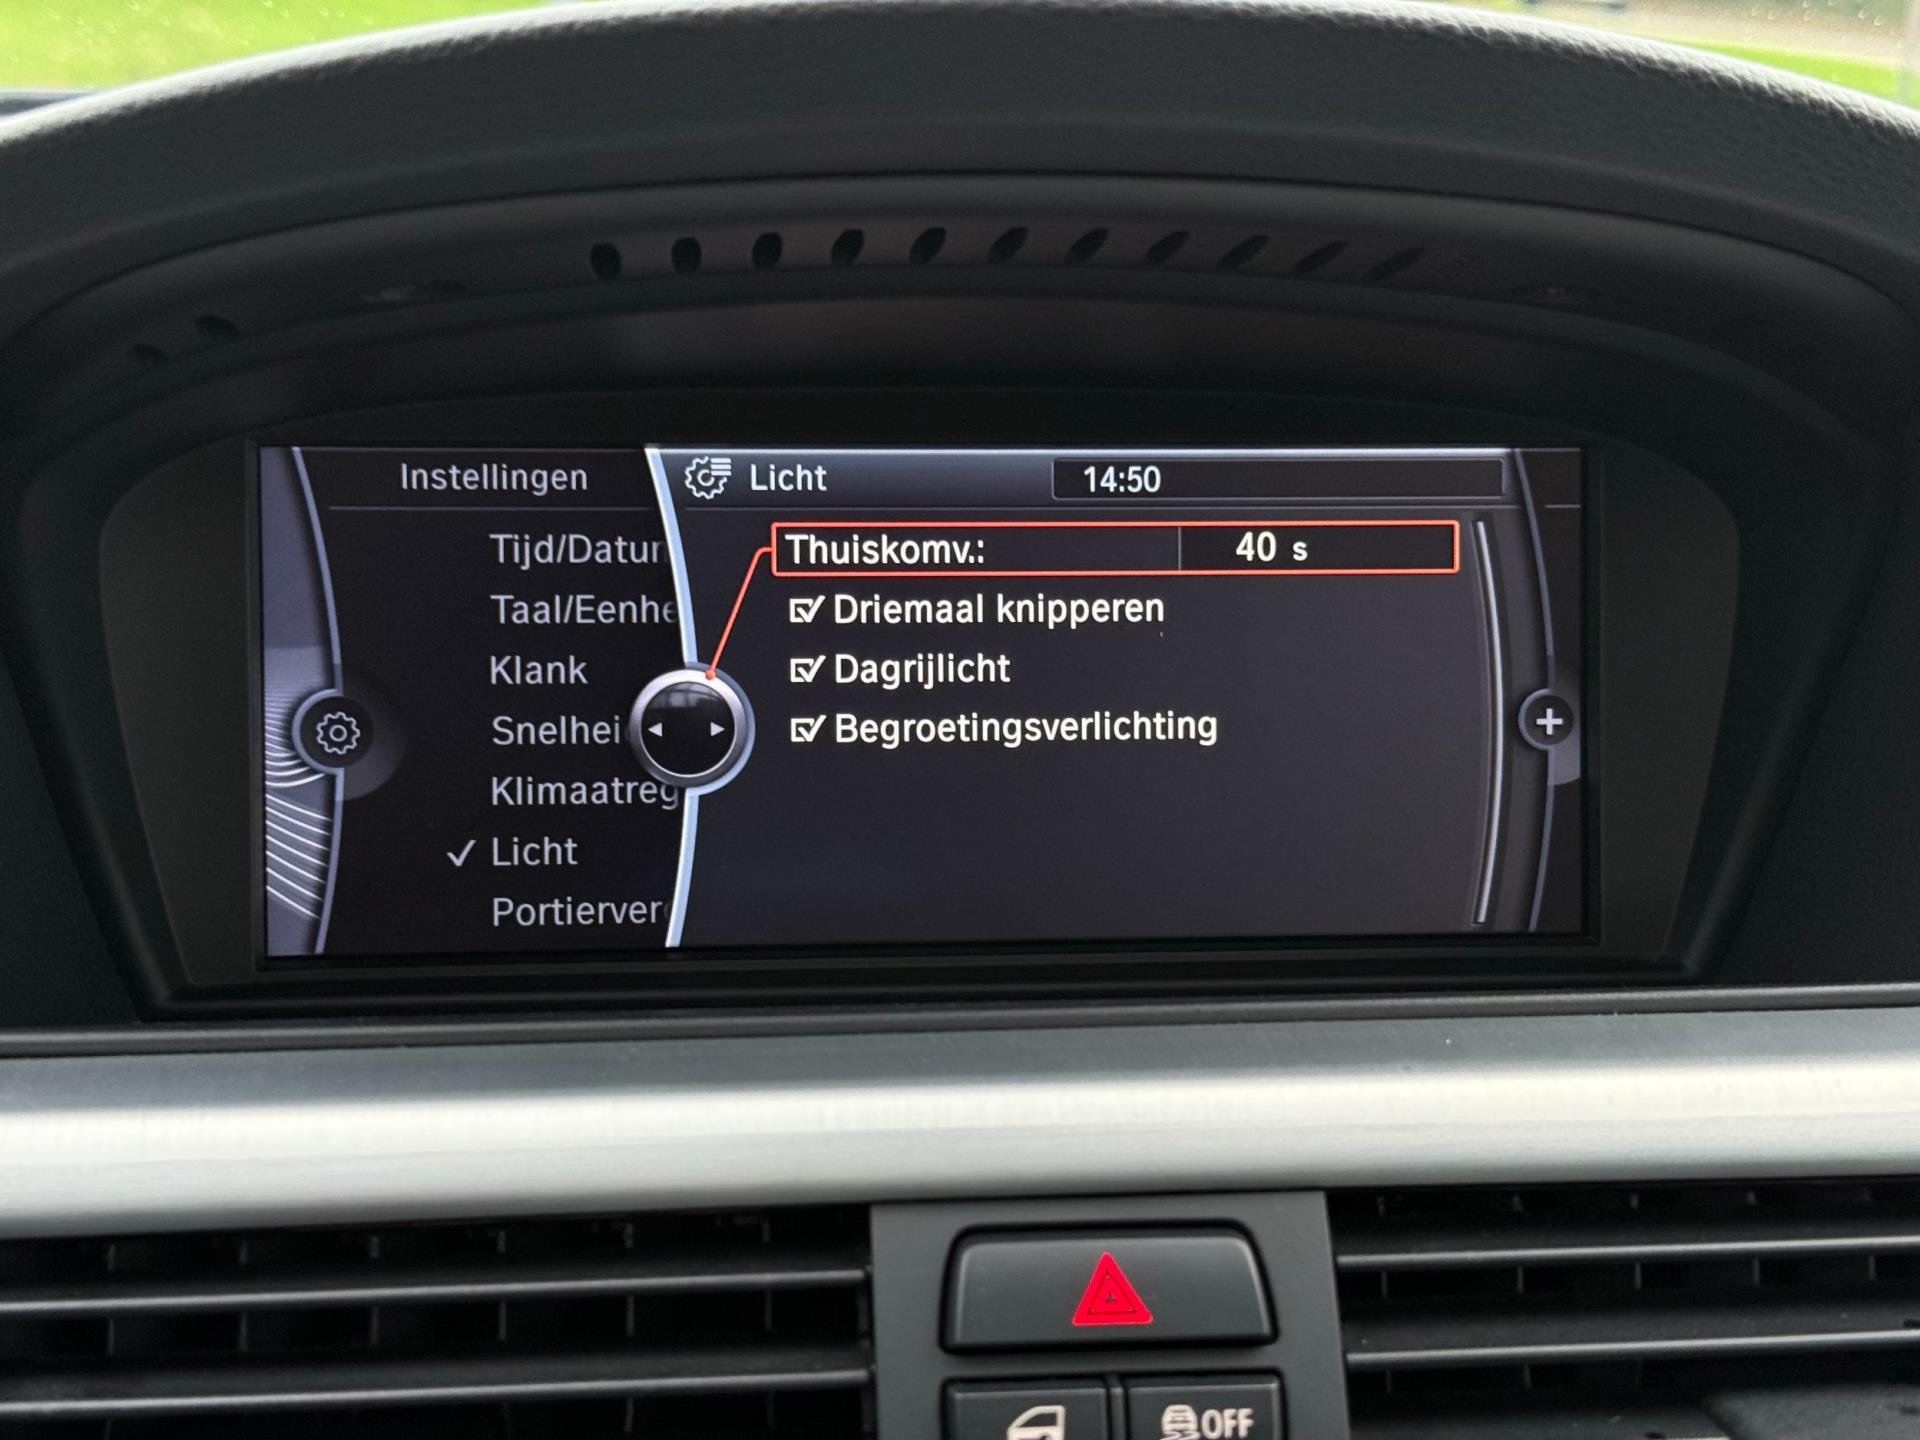 Instellingen
Licht
14:50
Tijd/Datum
Taal/Eenhe
Klank
Snelhei
Klimaatreg
Licht
Portierver
Thuiskomv.: 40 s
Driemaal knipperen
Dagrijlicht
Begroetingsverlichting
OFF